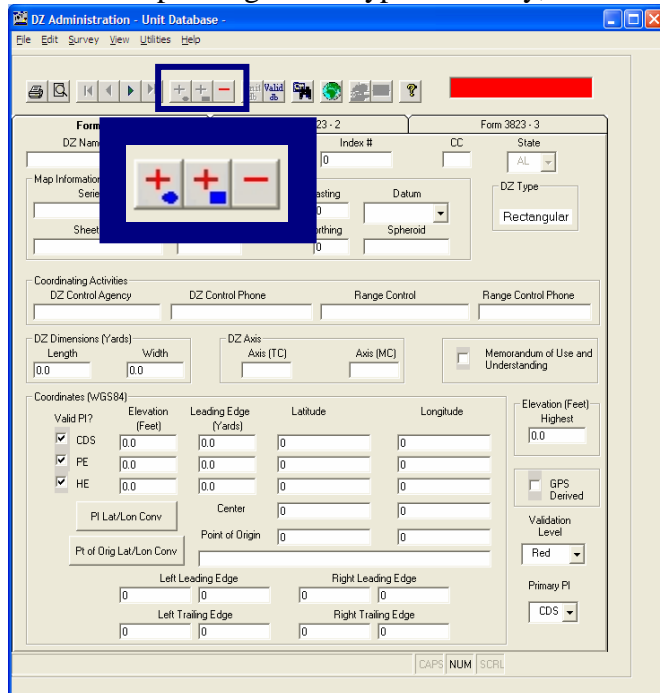 DZ Administration - Unit Database -
File Edit Survey View Utilities Help
Valid
db
?
Form 23 - 2 Form 3823 - 3
DZ Nam Index # CC State
0 AL
Map Information
Serie asting Datum DZ Type
0 Rectangular
Sheet rthing Spheroid
0
Coordinating Activities
DZ Control Agency DZ Control Phone Range Control Range Control Phone
DZ Dimensions (Yards) DZ Axis
Length Width Axis (TC) Axis (MC) Memorandum of Use and
0.0 0.0 Understanding
Coordinates (WGS84) Elevation (Feet)
Valid PI? Elevation Leading Edge Latitude Longitude Highest
(Feet) (Yards) 0.0
CDS 0.0 0.0 0 0
PE 0.0 0.0 0 0
HE 0.0 0.0 0 0 GPS
Derived
PI Lat/Lon Conv Center 0 0 Validation
Level
Point of Origin 0 0
Pt of Orig Lat/Lon Conv Red
Left Leading Edge Right Leading Edge Primary PI
0 0 0 0 CDS
Left Trailing Edge Right Trailing Edge
0 0 0 0
CAPS NUM SCRL